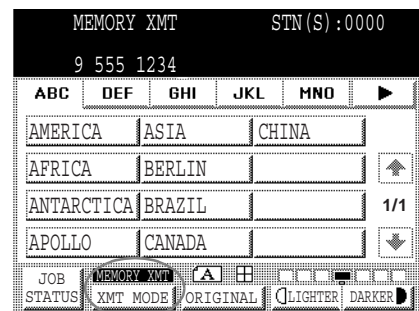 MEMORY XMT STN(S):0000
9 555 1234
ABC DEF GHI JKL MNO
AMERICA ASIA CHINA
AFRICA BERLIN
ANTARCTICA BRAZIL 1/1
APOLLO CANADA
JOB STATUS MEMORY XMT XMT MODE A ORIGINAL LIGHTER DARKER